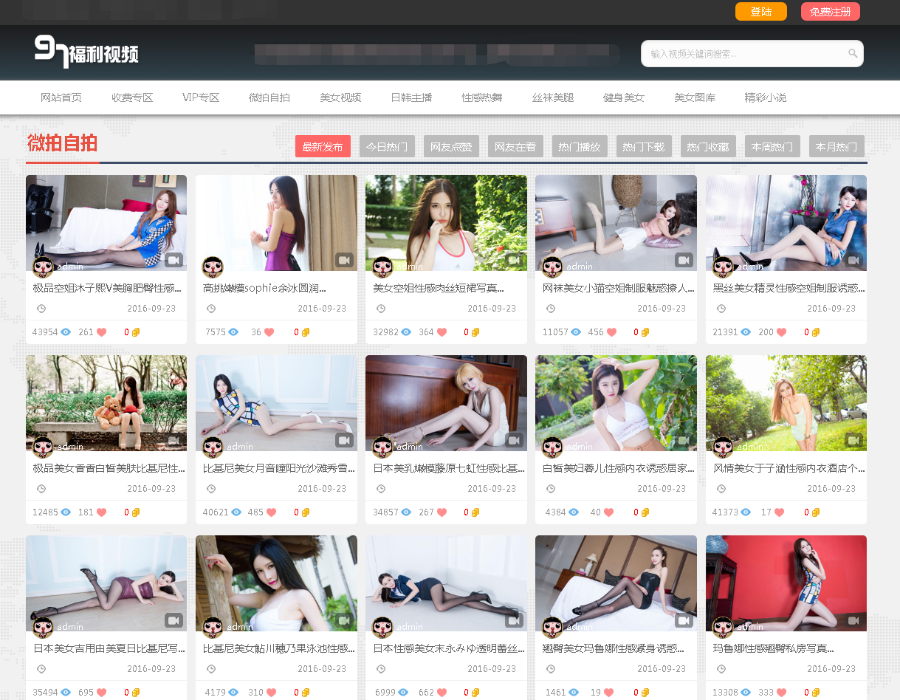 登陆 免费注册
97福利视频
输入视频关键词搜索...
网站首页 收费专区 VIP专区 微拍自拍 美女视频 日韩主播 性感热舞 丝袜美腿 健身美女 美女图库 精彩小说
微拍自拍
最新发布 今日热门 网友点赞 网友在看 热门播放 热门下载 热门收藏 本周热门 本月热门
admin admin admin admin admin
极品空姐沐子熙V美胸肥臀性感... 高挑嫩模sophie余沐圆润... 美女空姐性感肉丝短裙写真... 网袜美女小猫空姐制服魅惑撩人... 黑丝美女精灵性感空姐制服诱惑...
2016-09-23 2016-09-23 2016-09-23 2016-09-23 2016-09-23
43954 261 0 7575 36 0 32982 364 0 11057 456 0 21391 200 0
admin admin admin admin admin
极品美女香香白皙美肤比基尼性... 比基尼美女月音瞳阳光沙滩秀雪... 日本美乳嫩模藤原七虹性感比基... 白皙美妇蓉儿性感内衣诱惑居家... 风情美女于子涵性感内衣酒店个...
2016-09-23 2016-09-23 2016-09-23 2016-09-23 2016-09-23
12485 181 0 40621 485 0 34857 267 0 4384 40 0 41373 17 0
admin admin admin admin admin
日本美女吉用由美夏日比基尼写... 比基尼美女鲇川穂乃果泳池性感... 日本性感美女末永みゆ透明蕾丝... 翘臀美女玛鲁娜性感紧身诱惑... 玛鲁娜性感翘臀私房写真...
2016-09-23 2016-09-23 2016-09-23 2016-09-23 2016-09-23
35494 695 0 4179 310 0 6999 662 0 1461 19 0 13306 333 0